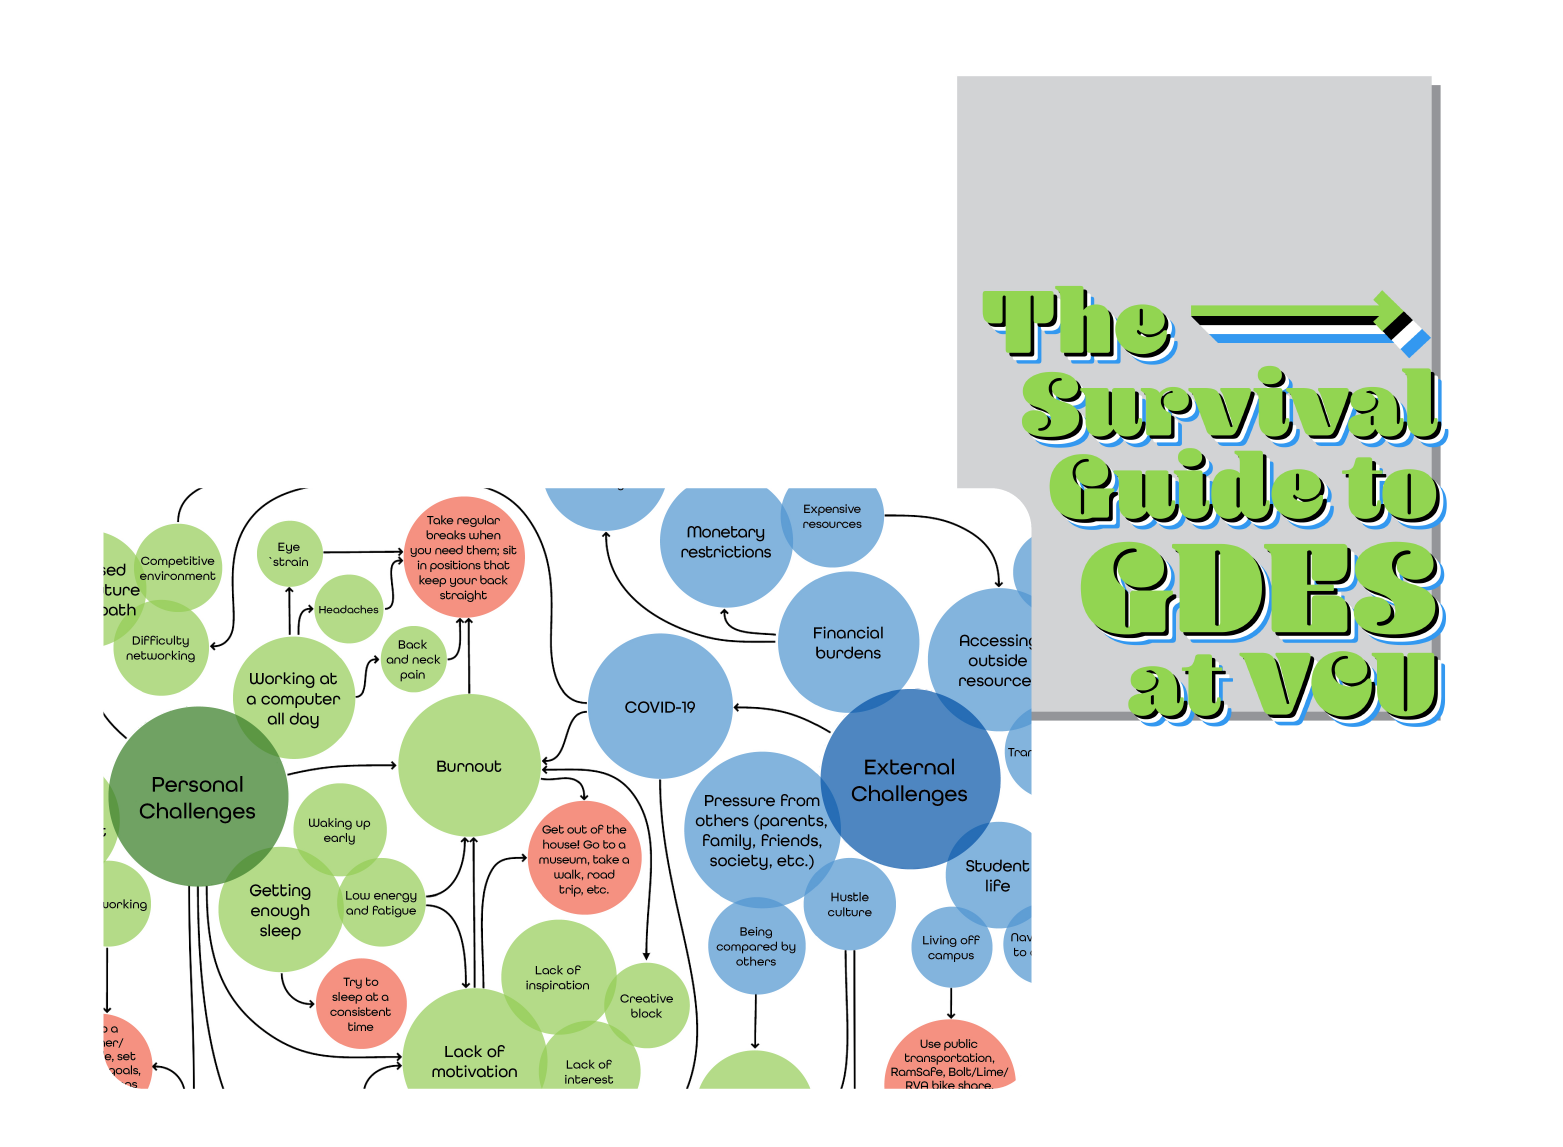 The
Survival
Guide to
GDES
at VCU
Competitive
environment
Difficulty
networking
Eye
`strain
Headaches
Back
and neck
pain
Take regular
breaks when
you need them; sit
in positions that
keep your back
straight
Working at
a computer
all day
Personal
Challenges
Burnout
Waking up
early
Getting
enough
sleep
Low energy
and fatigue
Try to
sleep at a
consistent
time
Get out of the
house! Go to a
museum, take a
walk, road
trip, etc.
Lack of
inspiration
Creative
block
Lack of
interest
Lack of
motivation
COVID-19
Monetary
restrictions
Expensive
resources
Financial
burdens
Accessing
outside
resource
External
Challenges
Pressure from
others (parents,
family, friends,
society, etc.)
Hustle
culture
Being
compared by
others
Student
life
Living off
campus
Use public
transportation,
RamSafe, Bolt/Lime/
RVA bike share,
sed
ture
path
working
o a
ner/
e, set
goals,
Tran
Nav
to